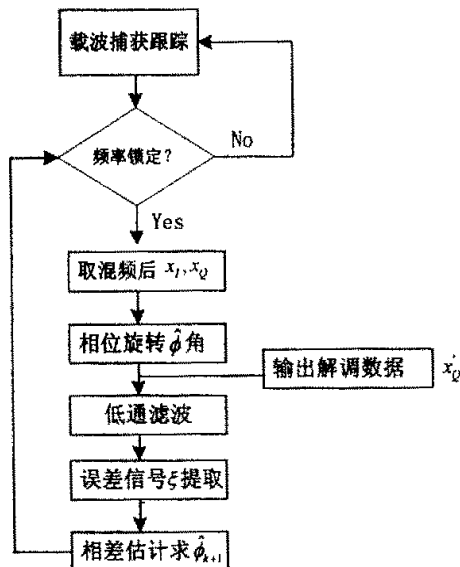 载波捕获跟踪
No
频率锁定?
Yes
取混频后 x_I, x_Q
相位旋转 φ̂ 角
输出解调数据 x'_Q
低通滤波
误差信号ξ提取
相差估计求 φ̂_{k+1}